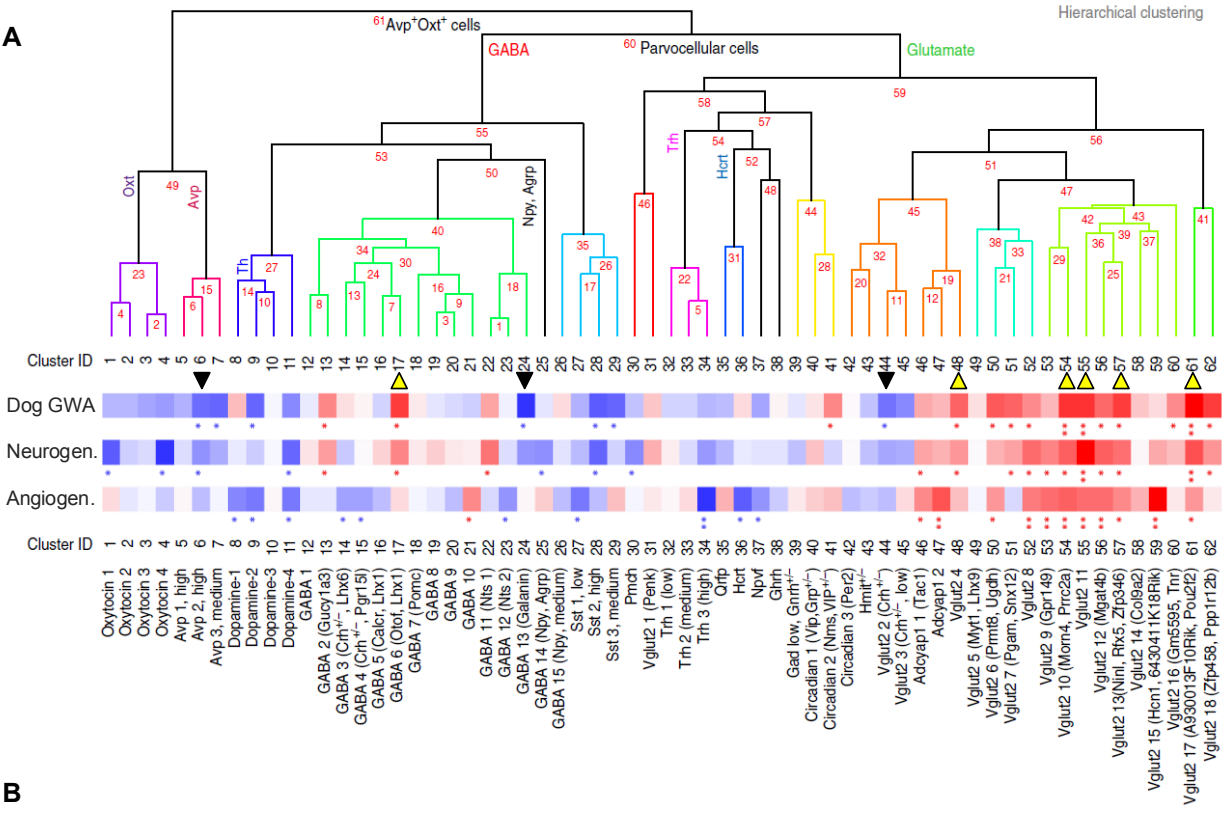 A
Hierarchical clustering
61 Avp+Oxt+ cells
GABA
60 Parvocellular cells
Glutamate
59
58
57
56
55
54
53
52
51
50
49
48
47
46
45
44
43
42
41
40
39
38
37
36
35
34
33
32
31
30
29
28
27
26
25
24
23
22
21
20
19
18
17
16
15
14
13
12
11
10
9
8
7
6
5
4
3
2
1
Oxt
Avp
Th
Npy, Agrp
Trh
Hcrt
Cluster ID 1 2 3 4 5 6 7 8 9 10 11 12 13 14 15 16 17 18 19 20 21 22 23 24 25 26 27 28 29 30 31 32 33 34 35 36 37 38 39 40 41 42 43 44 45 46 47 48 49 50 51 52 53 54 55 56 57 58 59 60 61 62
Dog GWA
Neurogen.
Angiogen.
Cluster ID 1 2 3 4 5 6 7 8 9 10 11 12 13 14 15 16 17 18 19 20 21 22 23 24 25 26 27 28 29 30 31 32 33 34 35 36 37 38 39 40 41 42 43 44 45 46 47 48 49 50 51 52 53 54 55 56 57 58 59 60 61 62
Oxytocin 1
Oxytocin 2
Oxytocin 3
Oxytocin 4
Avp 1, high
Avp 2, high
Avp 3, medium
Dopamine-1
Dopamine-2
Dopamine-3
Dopamine-4
GABA 1
GABA 2 (Gucy1a3)
GABA 3 (Crh+/−, Lhx6)
GABA 4 (Crh+/−, Pgr15l)
GABA 5 (Calcr, Lhx1)
GABA 6 (Otof, Lhx1)
GABA 7 (Pomc)
GABA 8
GABA 9
GABA 10
GABA 11 (Nts 1)
GABA 12 (Nts 2)
GABA 13 (Galanin)
GABA 14 (Npy, Agrp)
GABA 15 (Npy, medium)
Sst 1, low
Sst 2, high
Sst 3, medium
Pmch
Vglut2 1 (Penk)
Trh 1 (low)
Trh 2 (medium)
Trh 3 (high)
Qrfp
Hcrt
Npvf
Ghrh
Gad low, Gnrh+/−
Circadian 1 (Vip,Grp+/−)
Circadian 2 (Nms,VIP+/−)
Circadian 3 (Per2)
Hmit+/−
Vglut2 2 (Crh+/−)
Vglut2 3 (Crh+/−, low)
Adcyap1 1 (Tac1)
Adcyap1 2
Vglut2 4
Vglut2 5 (Myt1, Lhx9)
Vglut2 6 (Prmt8, Ugdh)
Vglut2 7 (Pgam, Snx12)
Vglut2 8
Vglut2 9 (Gpr149)
Vglut2 10 (Morn4, Prrc2a)
Vglut2 11
Vglut2 12 (Mgat4b)
Vglut2 13(Ninl, Rfx5, Zfp346)
Vglut2 14 (Col9a2)
Vglut2 15 (Hcn1, 6430411K18Rik)
Vglut2 16 (Gm5595, Tnr)
Vglut2 17 (A930013F10Rik, Pou2f2)
Vglut2 18 (Zfp458, Ppp1r12b)
B